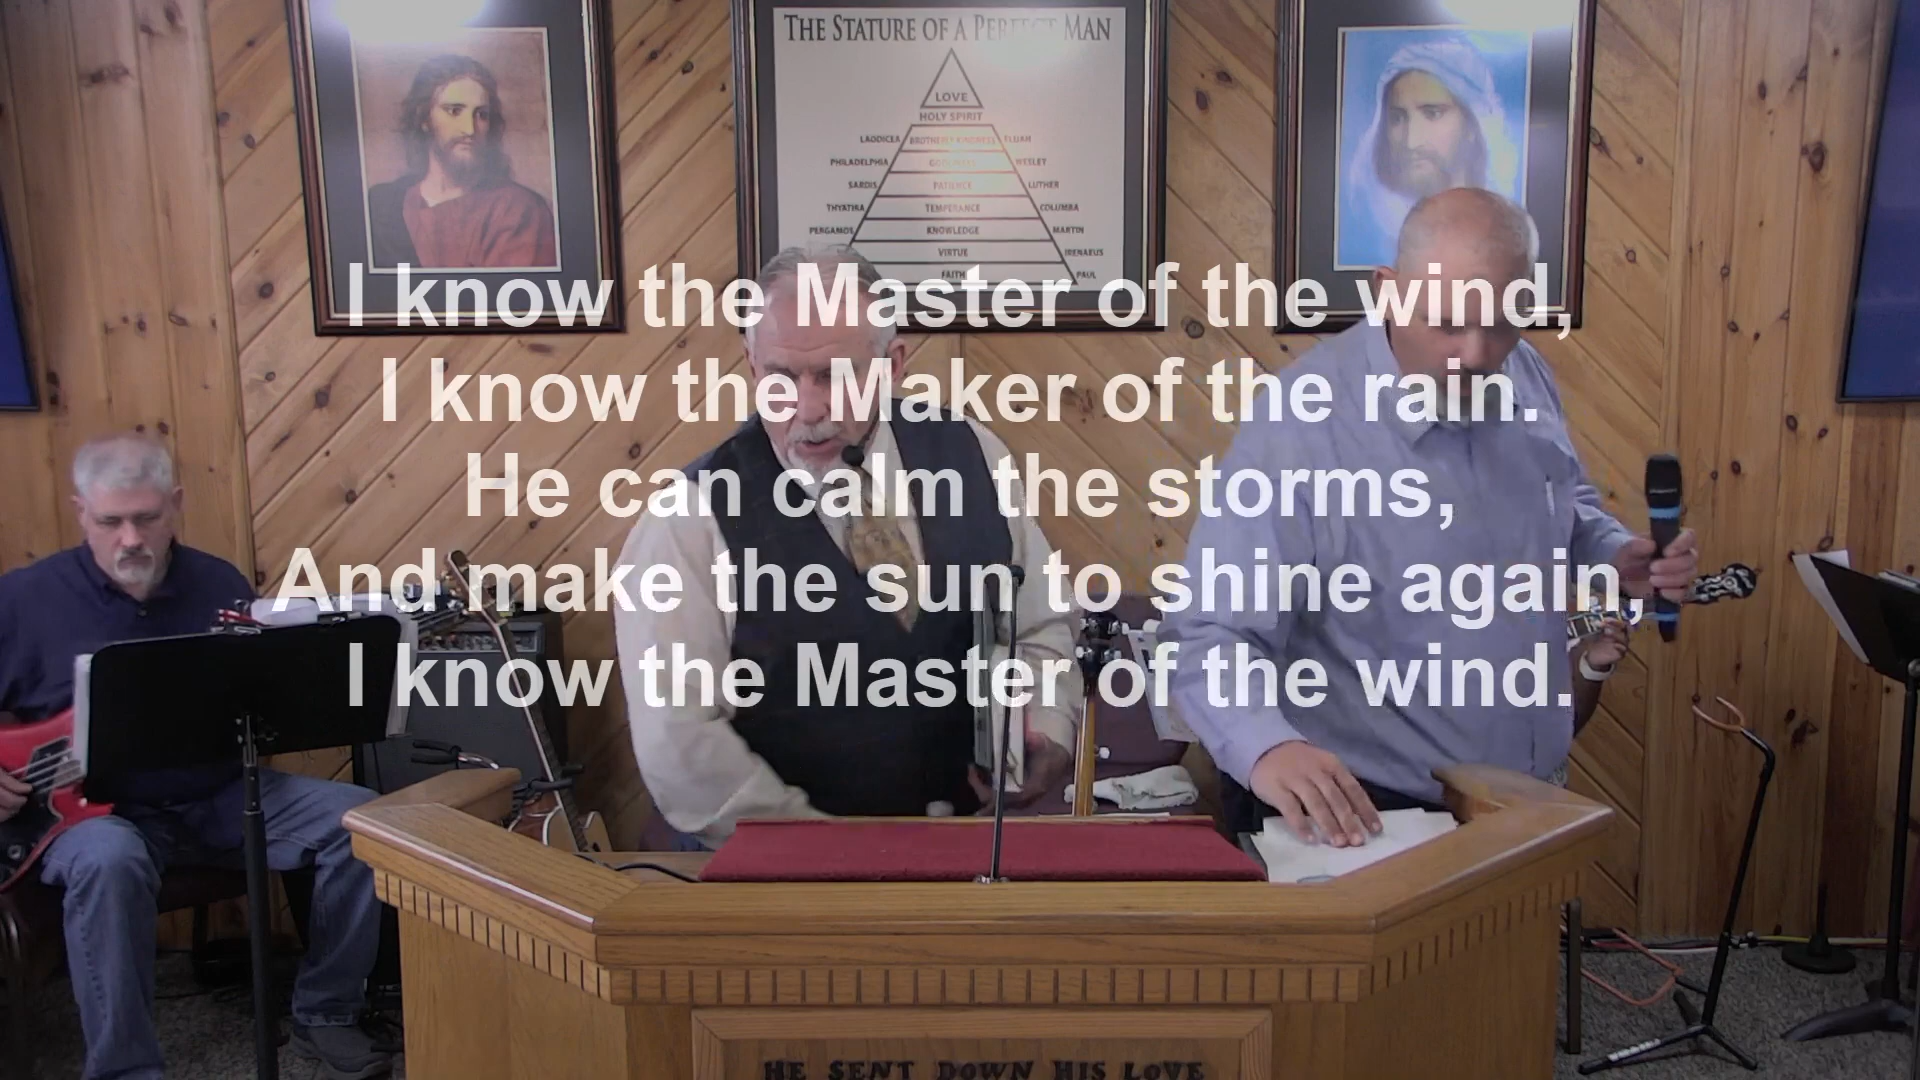 THE STATURE OF A PERFECT MAN
LOVE
HOLY SPIRIT
LAODICEA BROTHERLY KINDNESS ELIJAH
PHILADELPHIA GODLINESS WESLEY
SARDIS PATIENCE LUTHER
THYATIRA TEMPERANCE COLUMBA
PERGAMOS KNOWLEDGE MARTIN
VIRTUE IRENAEUS
FAITH PAUL
I know the Master of the wind,
I know the Maker of the rain.
He can calm the storms,
And make the sun to shine again,
I know the Master of the wind.
HE SENT DOWN HIS LOVE